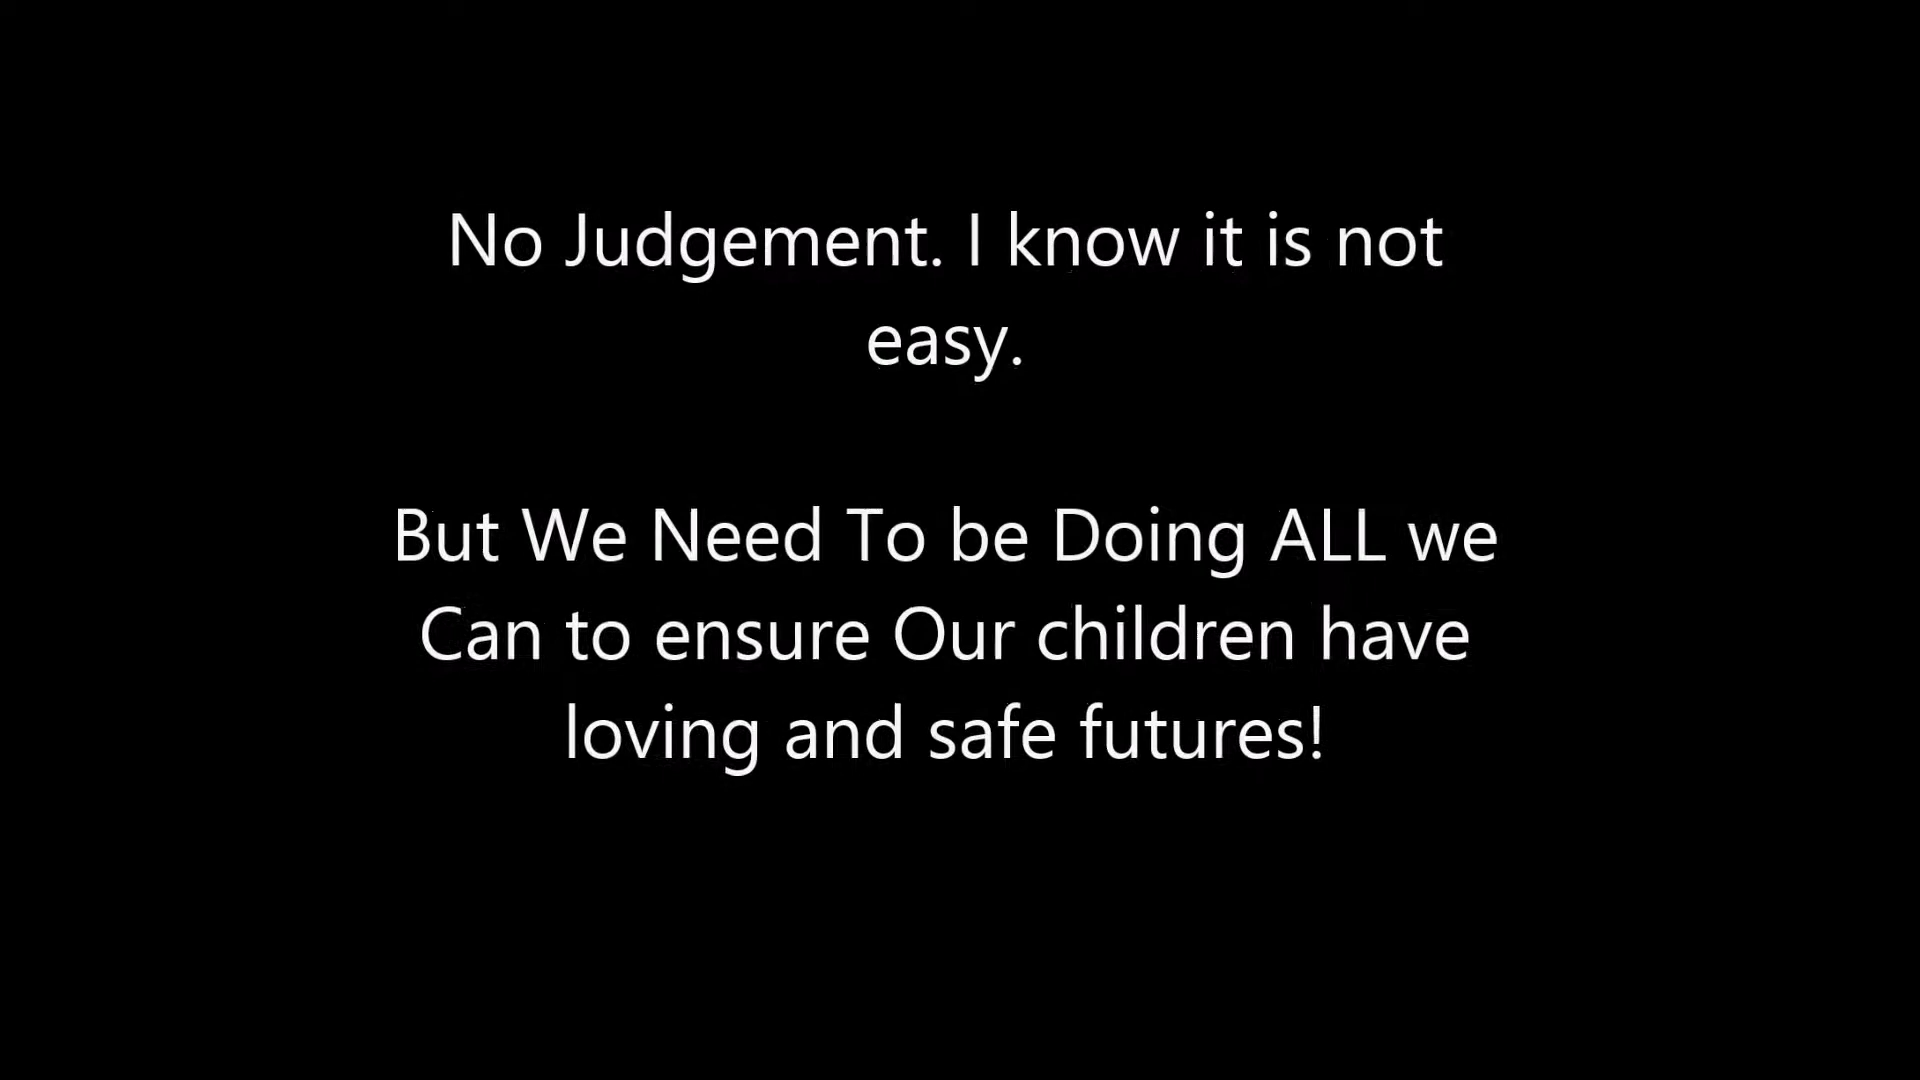 No Judgement. I know it is not
easy.
But We Need To be Doing ALL we
Can to ensure Our children have
loving and safe futures!